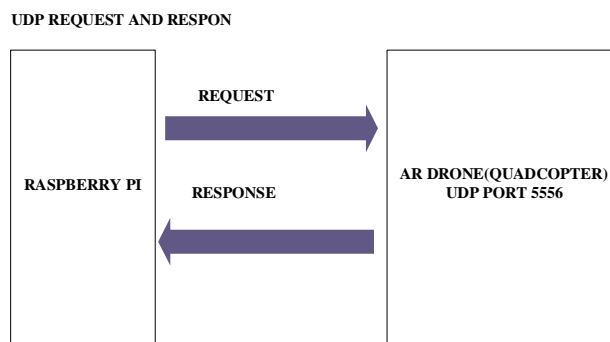 UDP REQUEST AND RESPON
REQUEST
RASPBERRY PI
RESPONSE
AR DRONE(QUADCOPTER)
UDP PORT 5556